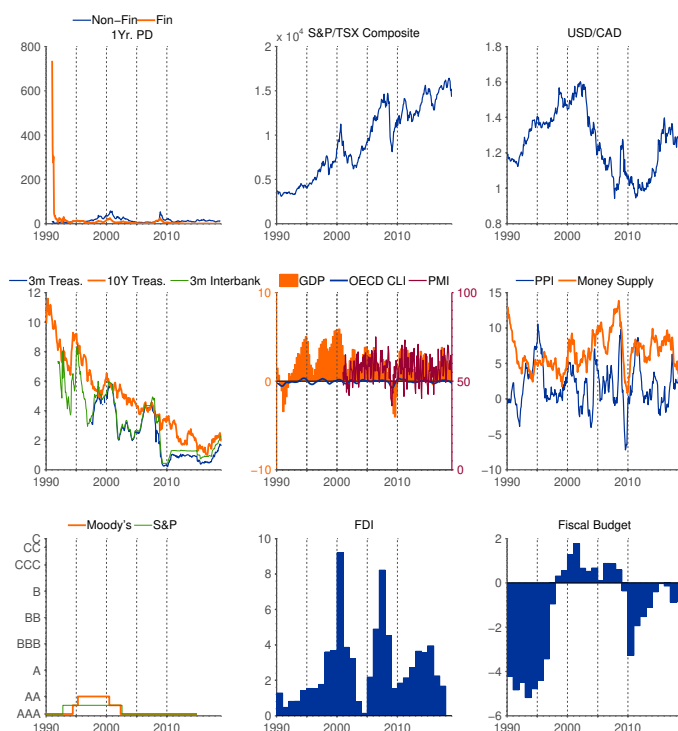 Non−Fin Fin
1Yr. PD
800
600
400
200
0
1990 2000 2010
S&P/TSX Composite
2 x 10^4
1.5
1.0
0.5
0.0
1990 2000 2010
USD/CAD
1.8
1.6
1.4
1.2
1
0.8
1990 2000 2010
3m Treas. 10Y Treas. 3m Interbank
12
10
8
6
4
2
0
1990 2000 2010
GDP OECD CLI PMI
10 100
0 50
−10 0
1990 2000 2010
PPI Money Supply
15
10
5
0
−5
−10
1990 2000 2010
Moody's S&P
C
CC
CCC
B
BB
BBB
A
AA
AAA
1990 2000 2010
FDI
10
8
6
4
2
0
1990 2000 2010
Fiscal Budget
2
0
−2
−4
−6
1990 2000 2010